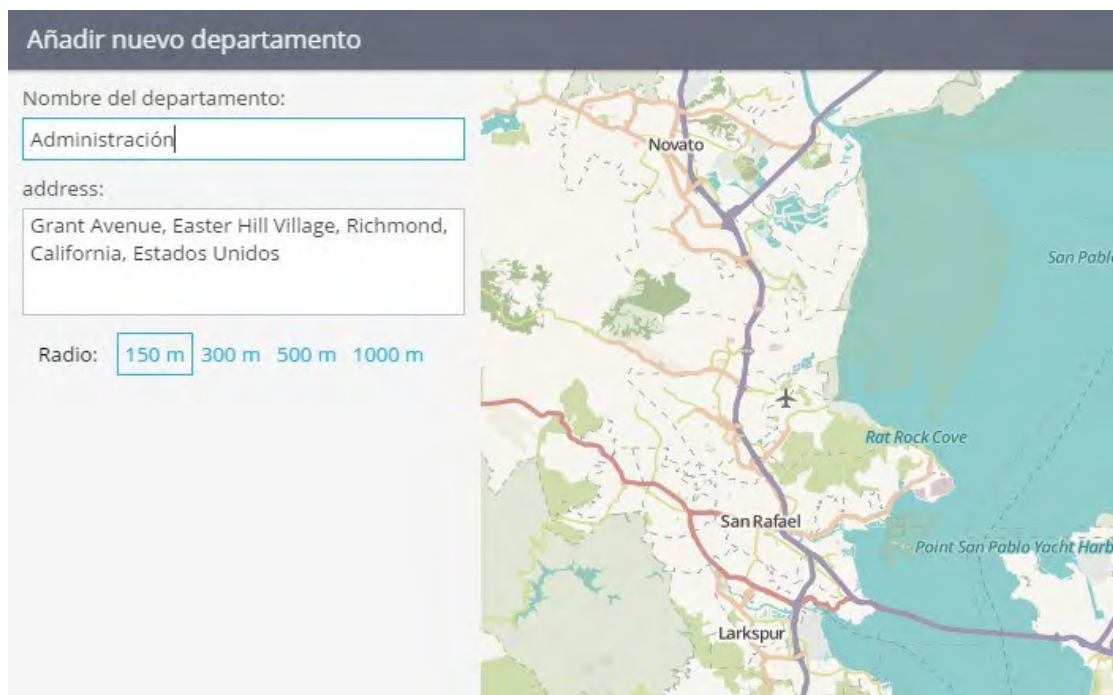 Añadir nuevo departamento
Nombre del departamento:
Administración
address:
Grant Avenue, Easter Hill Village, Richmond,
California, Estados Unidos
Radio: 150 m 300 m 500 m 1000 m
Novato
San Pablo
Rat Rock Cove
San Rafael
Point San Pablo Yacht Harb
Larkspur